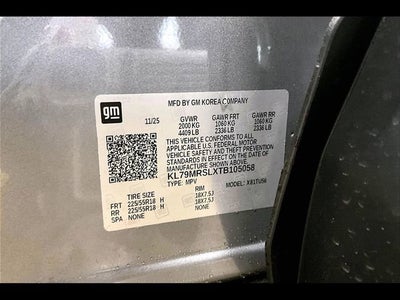 gm
MFD BY GM KOREA COMPANY
11/25 GVWR GAWR FRT GAWR RR
2000 KG 1060 KG 1060 KG
4409 LB 2336 LB 2336 LB
THIS VEHICLE CONFORMS TO ALL
APPLICABLE U.S. FEDERAL MOTOR
VEHICLE SAFETY, BUMPER, AND
THEFT PREVENTION STANDARDS
IN EFFECT ON THE DATE OF
MANUFACTURE SHOWN ABOVE.
KL79MRSLXTB105058
TYPE: MPV MODEL:
TIRE SIZE RIM
FRT 225/55R18 H 18X7.5J
RR 225/55R18 H 18X7.5J
SPA NONE NONE